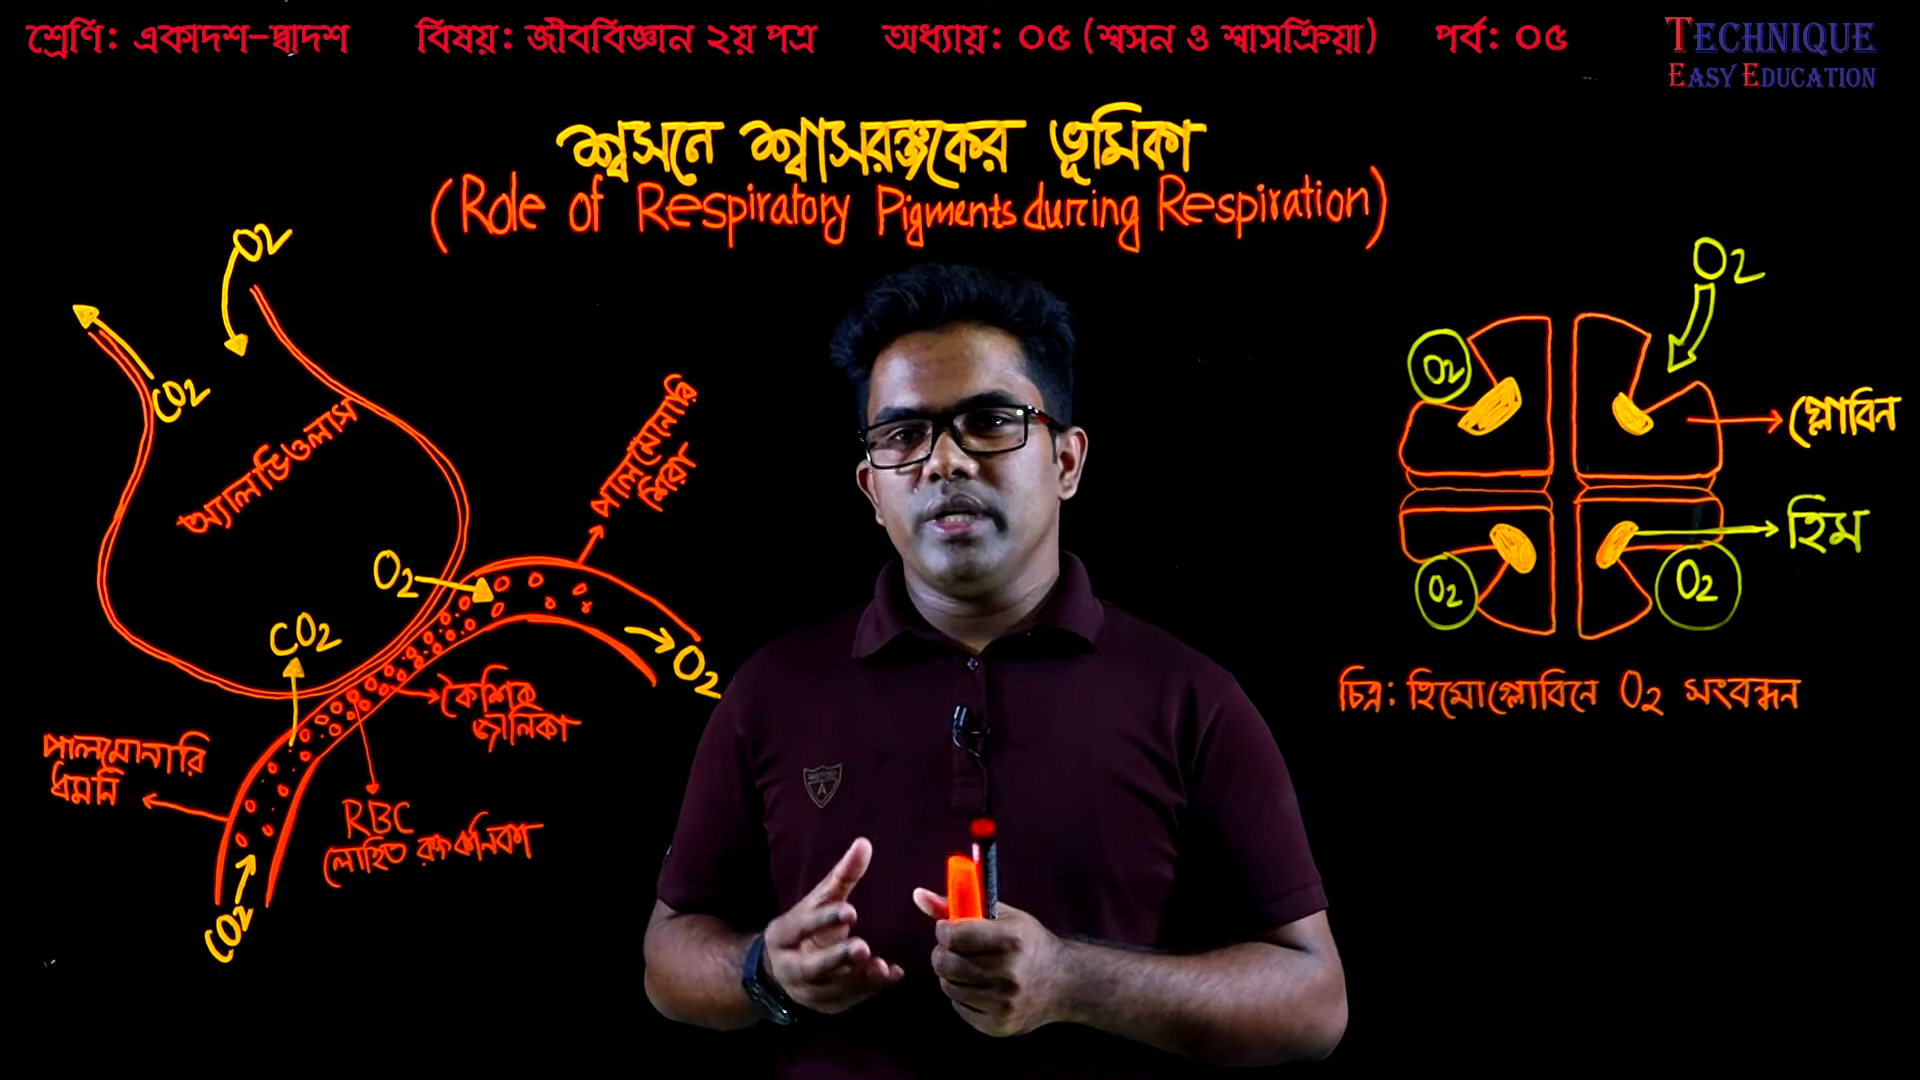 শ্রেণি: একাদশ-দ্বাদশ বিষয়: জীববিজ্ঞান ২য় পত্র অধ্যায়: ০৫ (শ্বসন ও শ্বাসক্রিয়া) পর্ব: ০৫
TECHNIQUE
EASY EDUCATION
শ্বসনে শ্বাসরঞ্জকের ভূমিকা
(Role of Respiratory Pigments during Respiration)
O2
CO2
অ্যালভিওলাস
পালমোনারি
শিরা
O2
CO2
O2
কৈশিক
জালিকা
পালমোনারি
ধমনি
RBC
লোহিত রক্তকনিকা
CO2
O2
O2
গ্লোবিন
হিম
O2
O2
চিত্র: হিমোগ্লোবিনে O2 সংবন্ধন